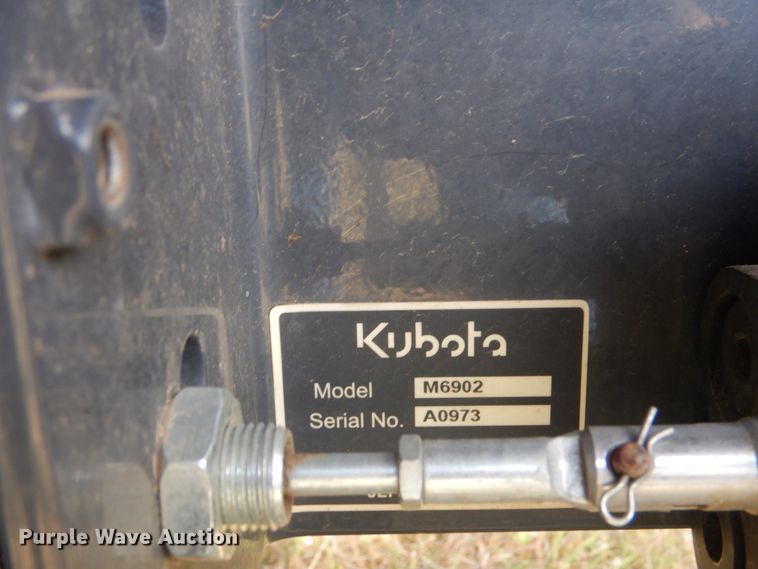 Kubota
Model M6902
Serial No. A0973
Purple Wave Auction